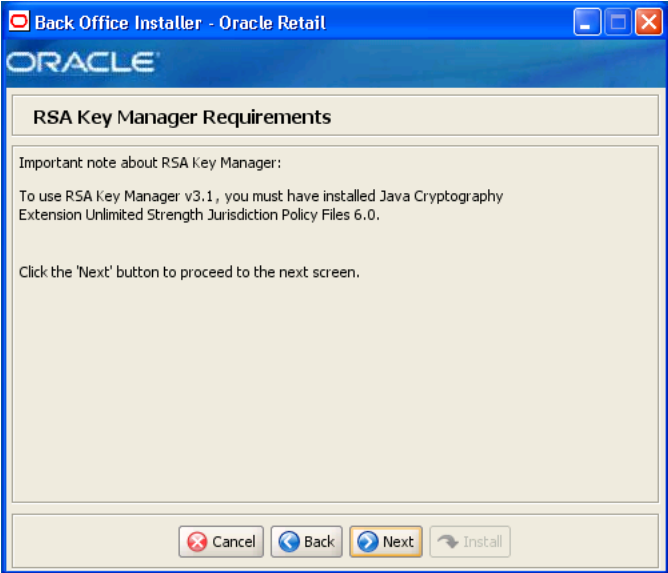 Back Office Installer - Oracle Retail
ORACLE
RSA Key Manager Requirements
Important note about RSA Key Manager:
To use RSA Key Manager v3.1, you must have installed Java Cryptography
Extension Unlimited Strength Jurisdiction Policy Files 6.0.
Click the 'Next' button to proceed to the next screen.
Cancel Back Next Install